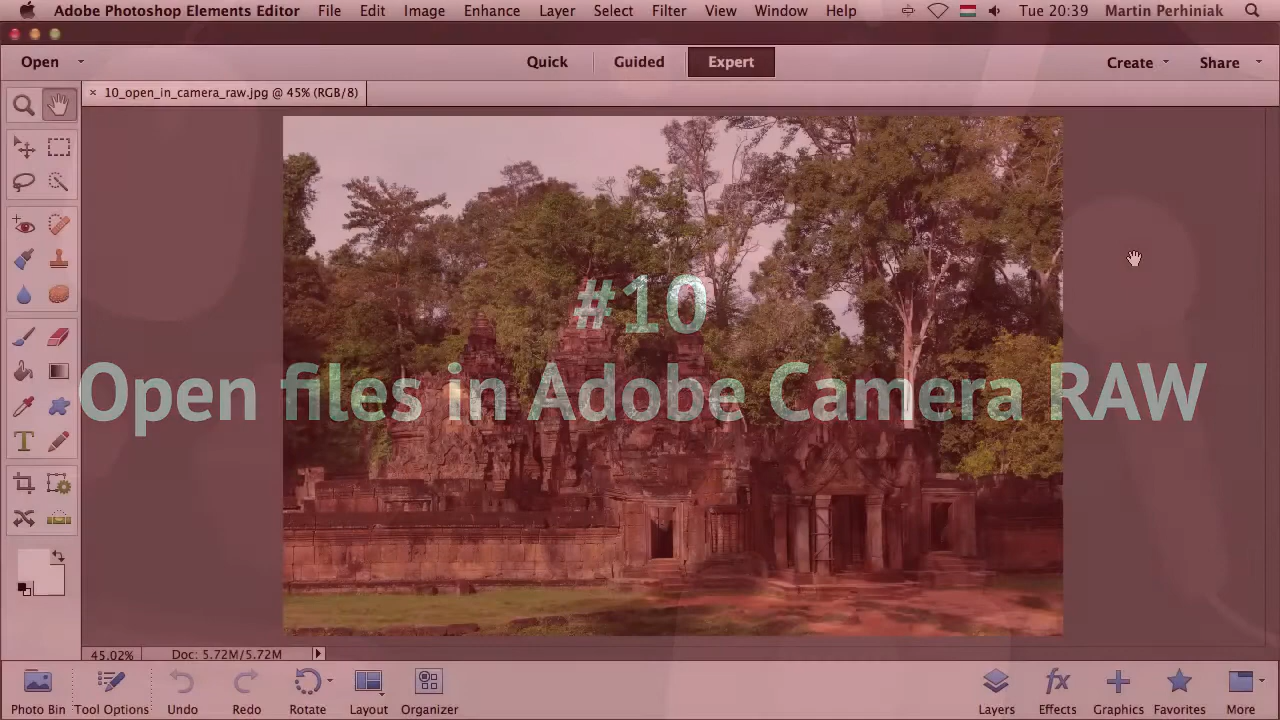 Adobe Photoshop Elements Editor File Edit Image Enhance Layer Select Filter View Window Help Tue 20:39 Martin Perhiniak
Open Quick Guided Expert Create Share
× 10_open_in_camera_raw.jpg @ 45% (RGB/8)
#10
Open files in Adobe Camera RAW
T
45.02% Doc: 5.72M/5.72M
fx
Photo Bin Tool Options Undo Redo Rotate Layout Organizer Layers Effects Graphics Favorites More